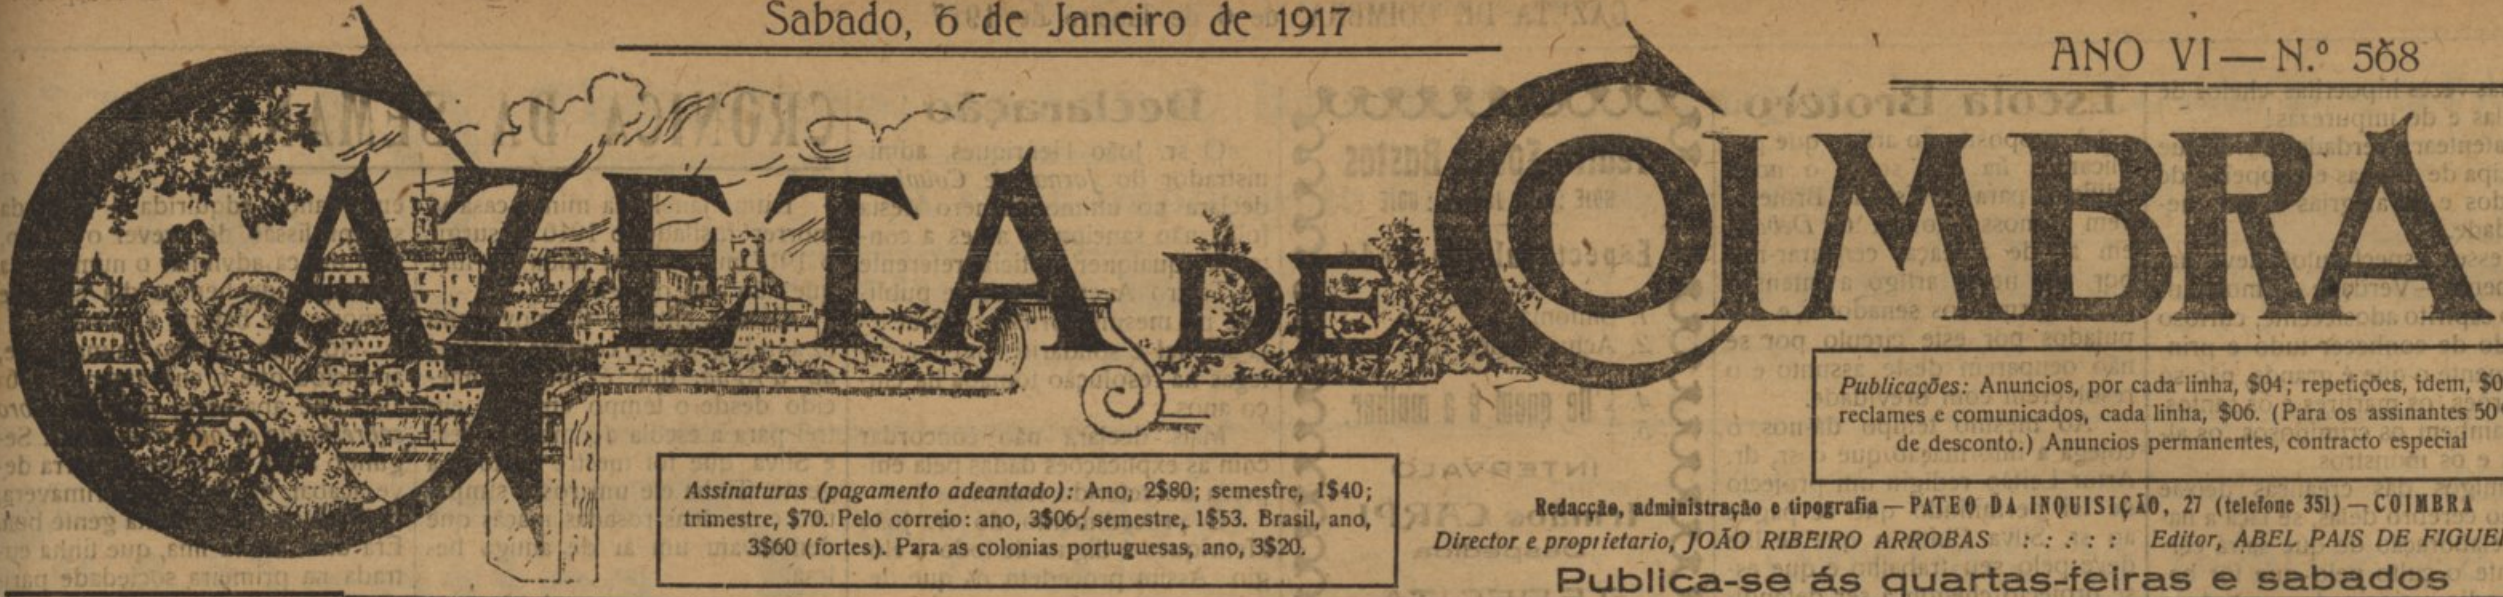 Sabado, 6 de Janeiro de 1917
ANO VI — N.º 568
GAZETA DE COIMBRA
Publicações: Anuncios, por cada linha, $04; repetições, idem, $0
reclames e comunicados, cada linha, $06. (Para os assinantes 50
de desconto.) Anuncios permanentes, contracto especial
Assinaturas (pagamento adeantado): Ano, 2$80; semestre, 1$40;
trimestre, $70. Pelo correio: ano, 3$06; semestre, 1$53. Brasil, ano,
3$60 (fortes). Para as colonias portuguesas, ano, 3$20.
Redacção, administração e tipografia — PATEO DA INQUISIÇÃO, 27 (telefone 351) — COIMBRA
Director e proprietario, JOÃO RIBEIRO ARROBAS : : : : : Editor, ABEL PAIS DE FIGUEI
Publica-se ás quartas-feiras e sabados